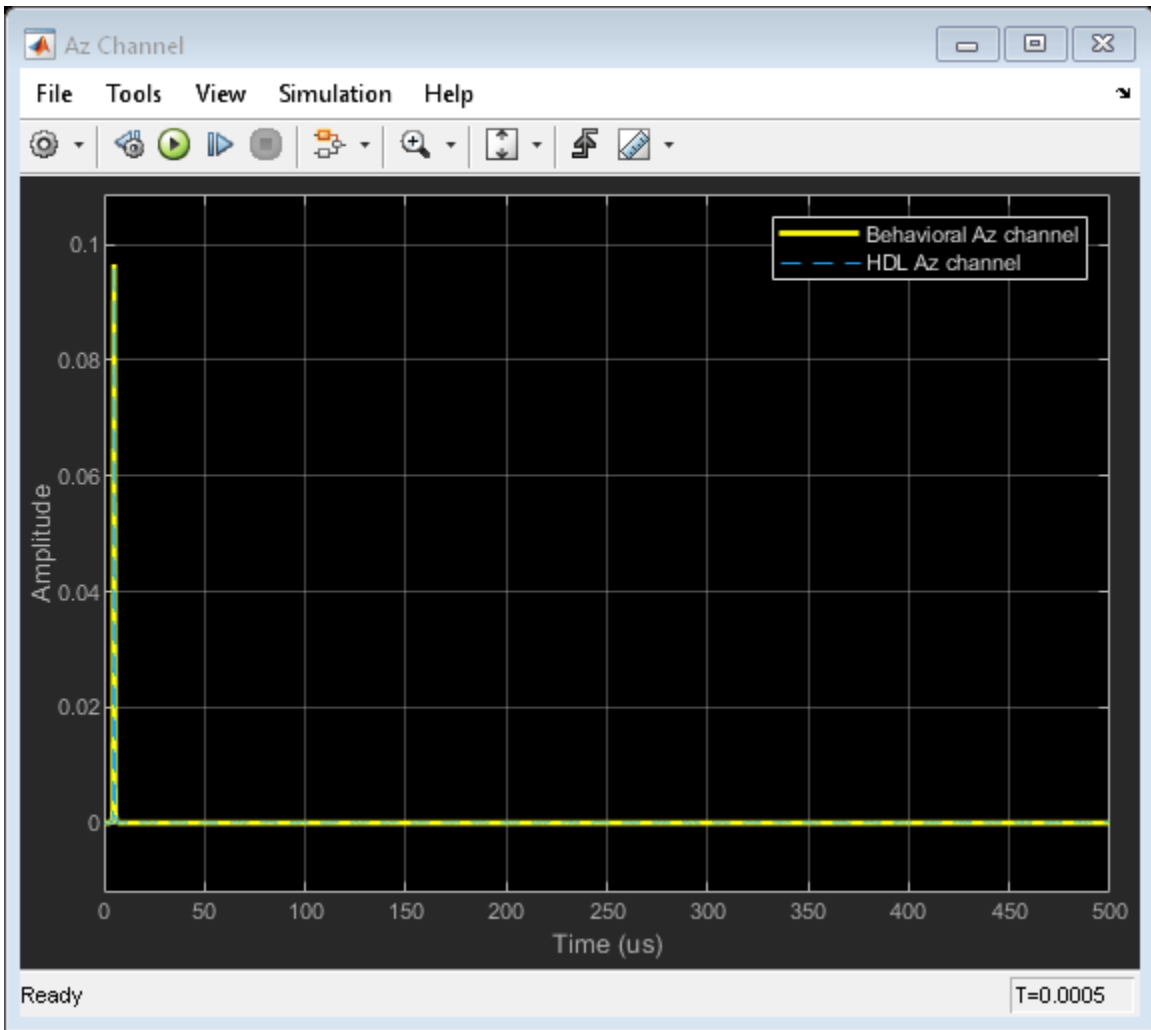 Az Channel
File Tools View Simulation Help
Behavioral Az channel
HDL Az channel
0.1
0.08
0.06
0.04
0.02
0
Amplitude
0 50 100 150 200 250 300 350 400 450 500
Time (us)
Ready T=0.0005